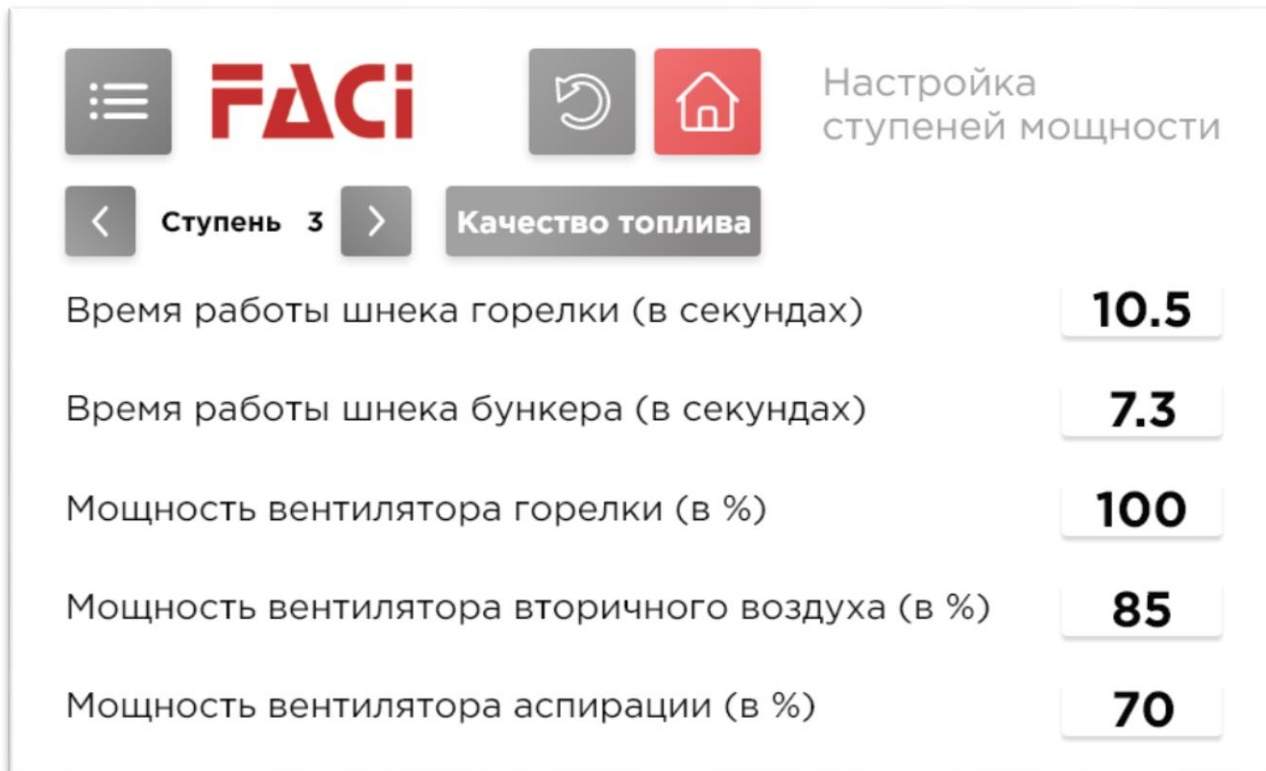 FACi
Настройка
ступеней мощности
Ступень 3
Качество топлива
Время работы шнека горелки (в секундах) 10.5
Время работы шнека бункера (в секундах) 7.3
Мощность вентилятора горелки (в %) 100
Мощность вентилятора вторичного воздуха (в %) 85
Мощность вентилятора аспирации (в %) 70